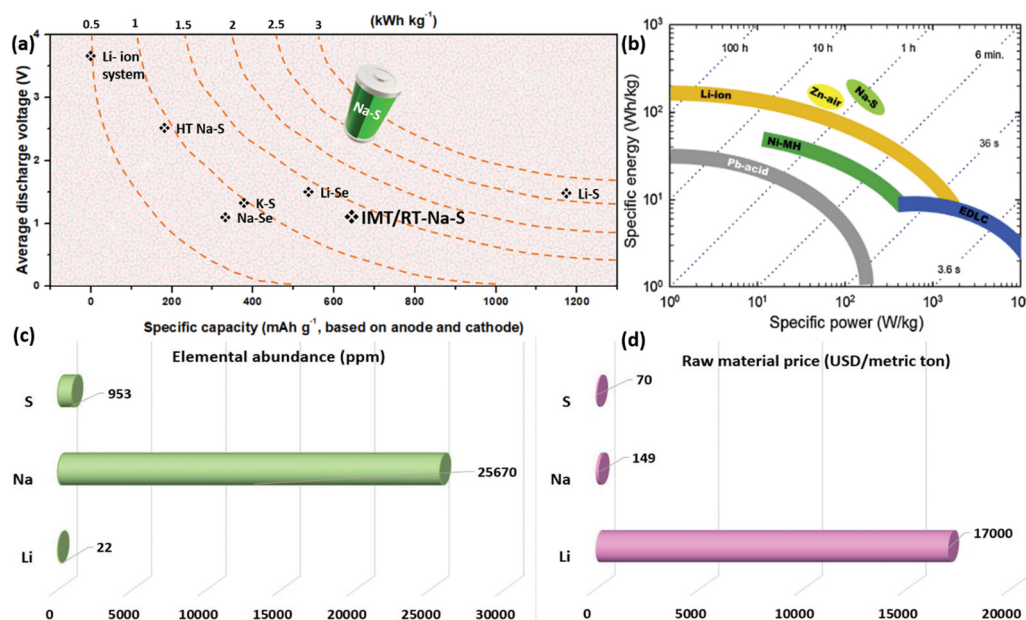 (a)
0.5 1 1.5 2 2.5 3 (kWh kg⁻¹)
Average discharge voltage (V)
4
3
2
1
0
Li- ion
system
HT Na-S
Na-S
K-S
Na-Se
Li-Se
IMT/RT-Na-S
Li-S
0 200 400 600 800 1000 1200
Specific capacity (mAh g⁻¹, based on anode and cathode)
(b)
Specific energy (Wh/kg)
10³
10²
10¹
10⁰
100 h 10 h 1 h 6 min.
Li-ion
Zn-air
Na-S
36 s
Ni-MH
Pb-acid
EDLC
3.6 s
10⁰ 10¹ 10² 10³ 10
Specific power (W/kg)
(c)
Elemental abundance (ppm)
S
953
Na
25670
Li
22
0 5000 10000 15000 20000 25000 30000
(d)
Raw material price (USD/metric ton)
S
70
Na
149
Li
17000
0 5000 10000 15000 20000